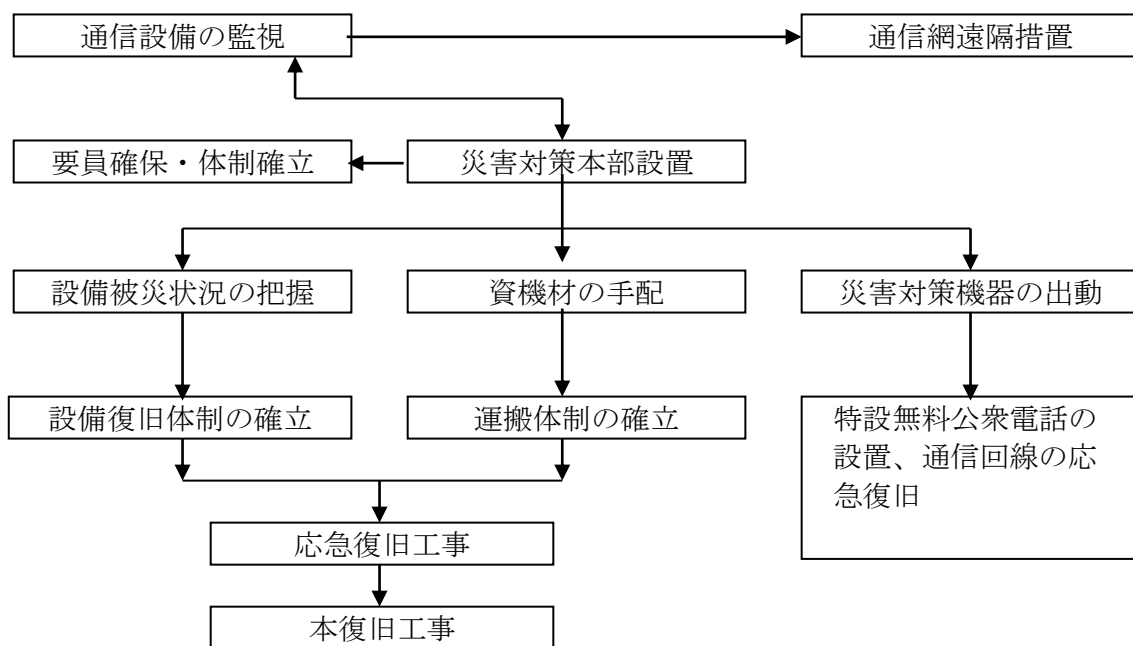 通信設備の監視
通信網遠隔措置
要員確保・体制確立
災害対策本部設置
設備被災状況の把握
資機材の手配
災害対策機器の出動
設備復旧体制の確立
運搬体制の確立
特設無料公衆電話の
設置、通信回線の応
急復旧
応急復旧工事
本復旧工事